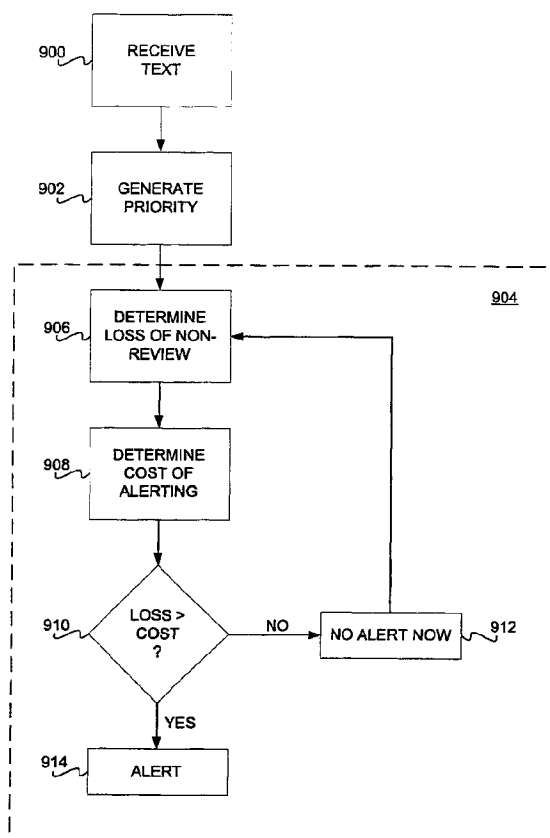 900
RECEIVE
TEXT
902
GENERATE
PRIORITY
904
906
DETERMINE
LOSS OF NON-
REVIEW
908
DETERMINE
COST OF
ALERTING
910
LOSS >
COST
?
NO
NO ALERT NOW
912
YES
914
ALERT